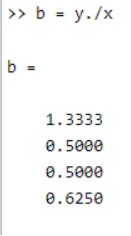 >> b = y./x
b =
1.3333
0.5000
0.5000
0.6250